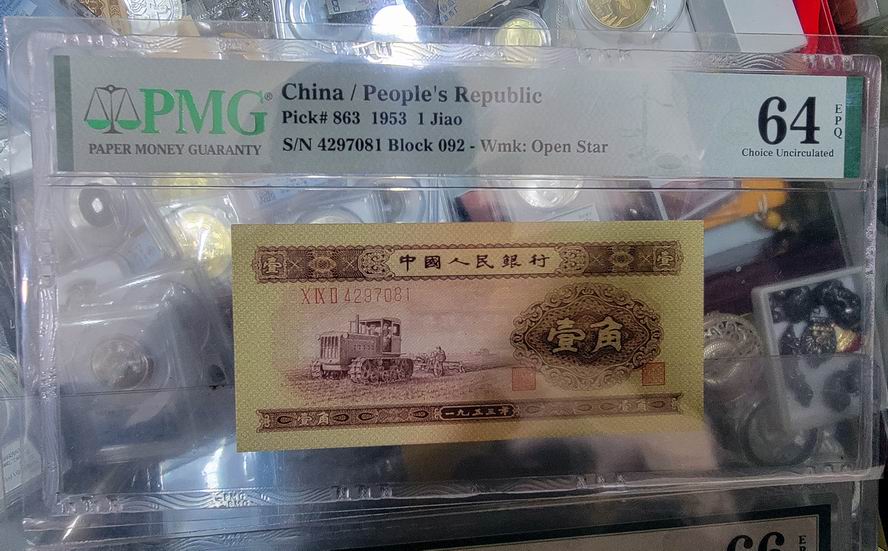 PMG®
PAPER MONEY GUARANTY
China / People's Republic
Pick# 863 1953 1 Jiao
S/N 4297081 Block 092 - Wmk: Open Star
64
EPQ
Choice Uncirculated
壹
中國人民銀行
壹
X IX II 4297081
壹角
壹角
一九五三年
壹角
66